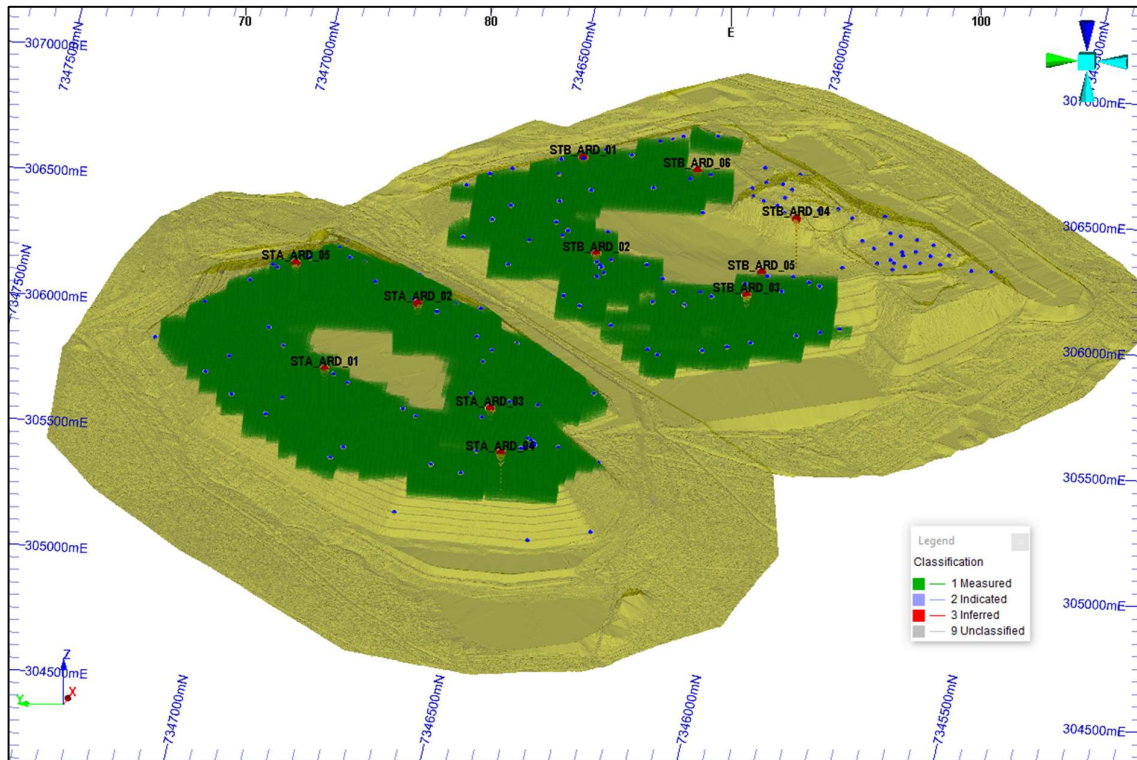 70
80
E
100
7347500mN
7347000mN
7346500mN
7346000mN
307000mE
307000mE
306500mE
306500mE
7347500mN
306000mE
306000mE
305500mE
305500mE
305000mE
305000mE
304500mE
304500mE
STB_ARD_01
STB_ARD_06
STB_ARD_04
STB_ARD_02
STB_ARD_05
STB_ARD_03
STA_ARD_05
STA_ARD_02
STA_ARD_01
STA_ARD_03
STA_ARD_04
Legend
Classification
1 Measured
2 Indicated
3 Inferred
9 Unclassified
Z
Y
X
7347000mN
7346500mN
7346000mN
7345500mN